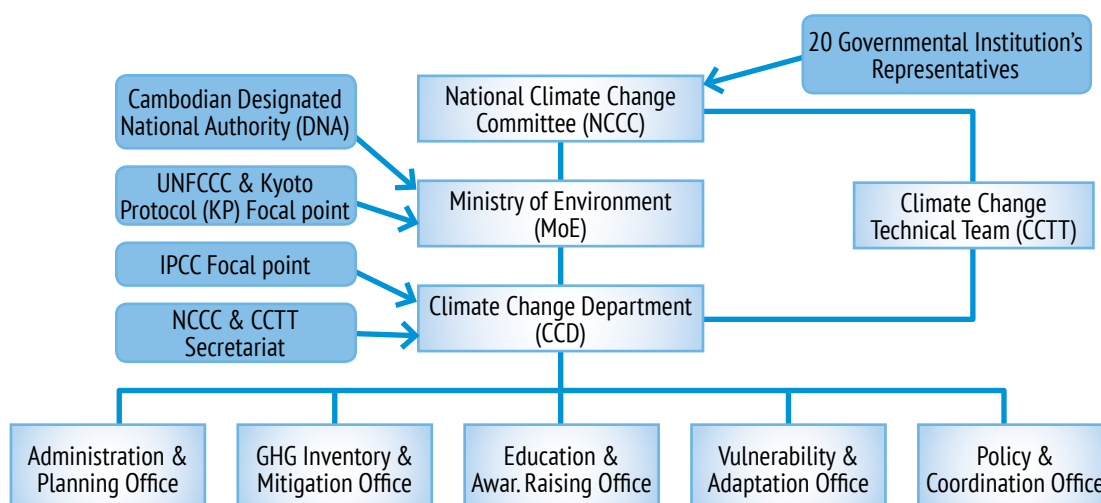 20 Governmental Institution's
Representatives
Cambodian Designated
National Authority (DNA)
National Climate Change
Committee (NCCC)
UNFCCC & Kyoto
Protocol (KP) Focal point
Ministry of Environment
(MoE)
Climate Change
Technical Team (CCTT)
IPCC Focal point
Climate Change Department
(CCD)
NCCC & CCTT
Secretariat
Administration &
Planning Office
GHG Inventory &
Mitigation Office
Education &
Awar. Raising Office
Vulnerability &
Adaptation Office
Policy &
Coordination Office